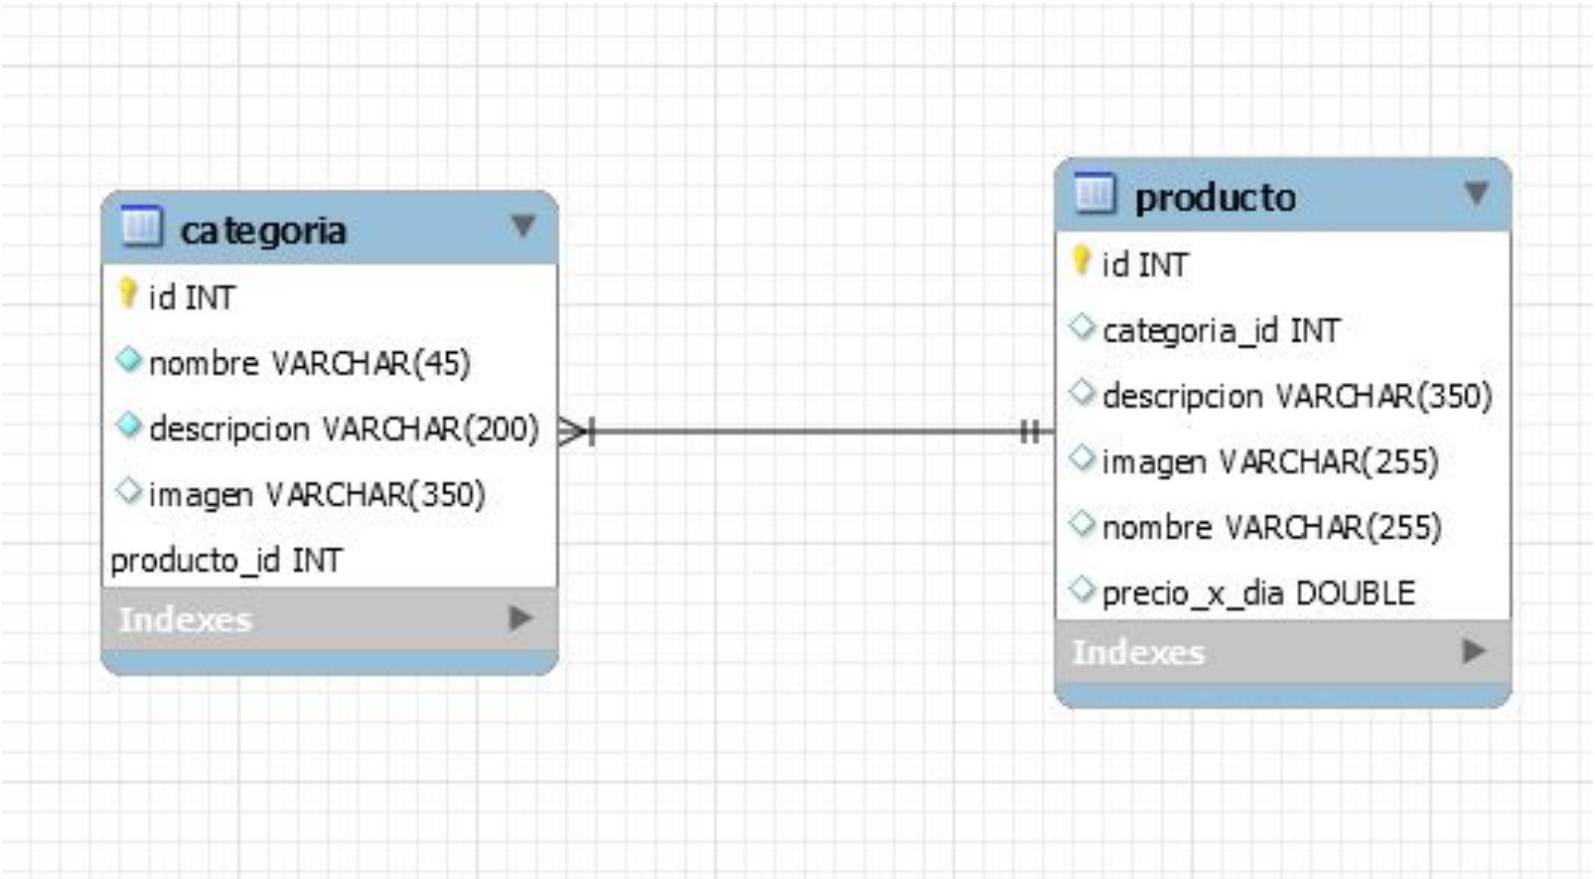 categoria
id INT
nombre VARCHAR(45)
descripcion VARCHAR(200)
imagen VARCHAR(350)
producto_id INT
Indexes
producto
id INT
categoria_id INT
descripcion VARCHAR(350)
imagen VARCHAR(255)
nombre VARCHAR(255)
precio_x_dia DOUBLE
Indexes